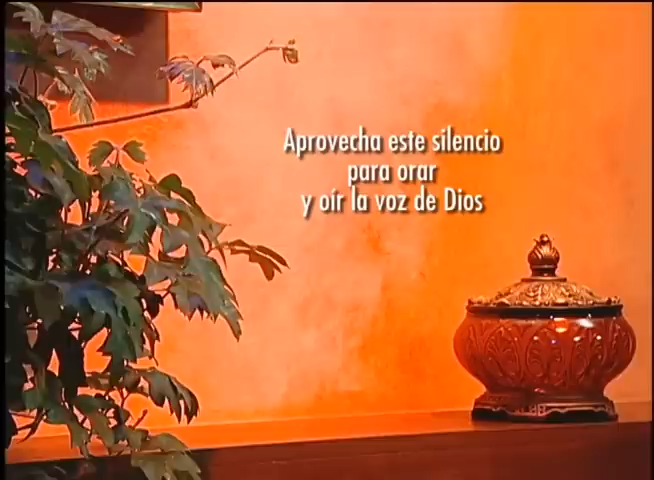 Aprovecha este silencio
para orar
y oír la voz de Dios